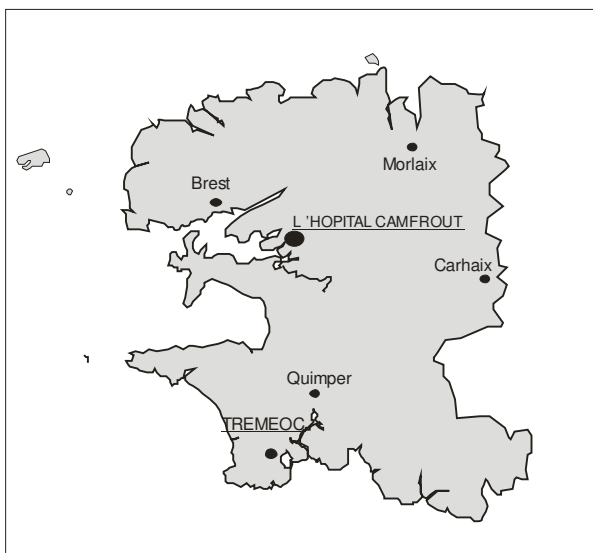 Morlaix
Brest
L 'HOPITAL CAMFROUT
Carhaix
Quimper
TREMEOC